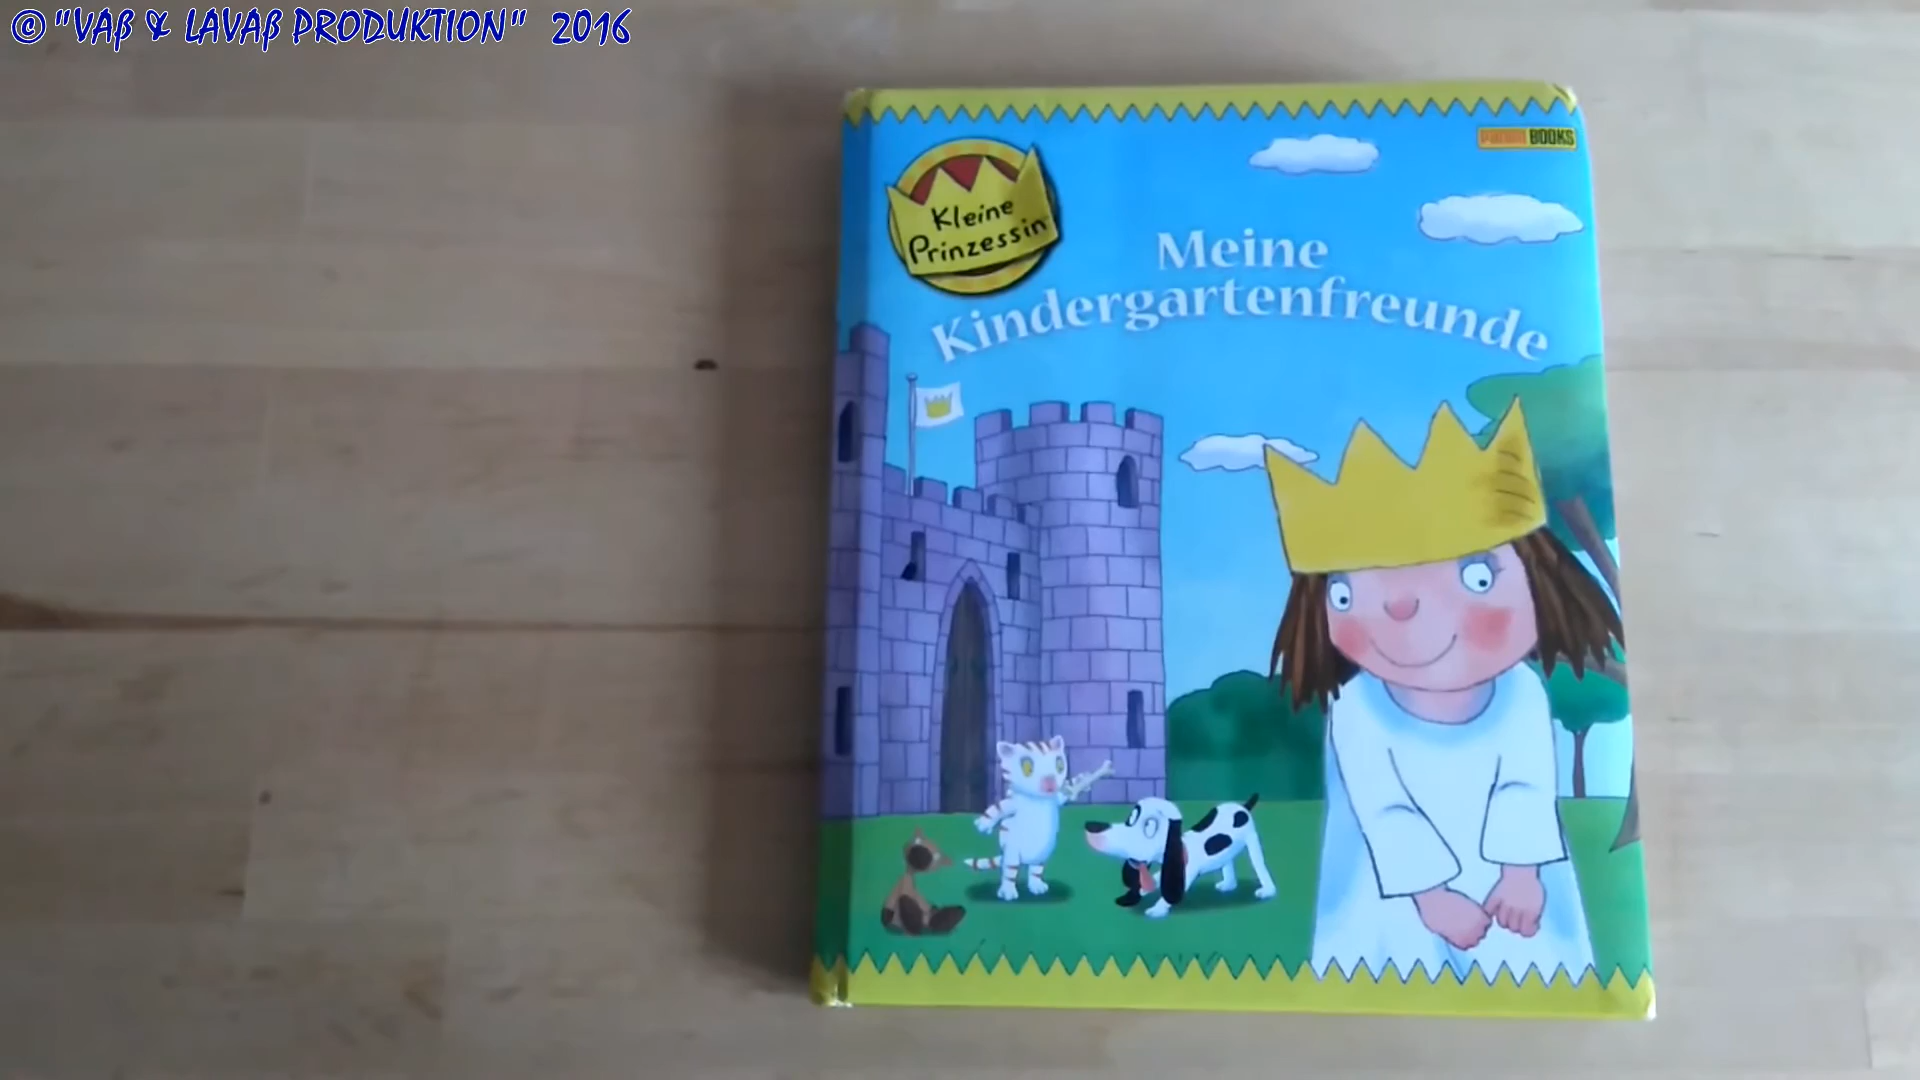 © "VAß & LAVAß PRODUKTION" 2016
PANINI BOOKS
Kleine
Prinzessin
Meine
Kindergartenfreunde